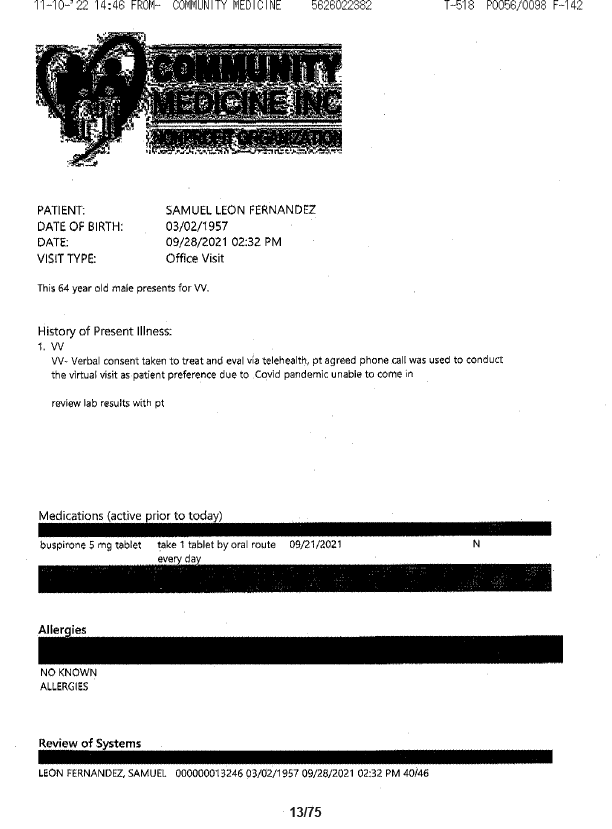 11-10-'22 14:46 FROM- COMMUNITY MEDICINE 5626022382 T-518 P0056/0098 F-142
COMMUNITY
MEDICINE INC
NONPROFIT ORGANIZATION
PATIENT: SAMUEL LEON FERNANDEZ
DATE OF BIRTH: 03/02/1957
DATE: 09/28/2021 02:32 PM
VISIT TYPE: Office Visit
This 64 year old male presents for VV.
History of Present Illness:
1. VV
VV- Verbal consent taken to treat and eval via telehealth, pt agreed phone call was used to conduct
the virtual visit as patient preference due to Covid pandemic unable to come in
review lab results with pt
Medications (active prior to today)
buspirone 5 mg tablet take 1 tablet by oral route 09/21/2021 N
every day
Allergies
NO KNOWN
ALLERGIES
Review of Systems
LEON FERNANDEZ, SAMUEL 000000013246 03/02/1957 09/28/2021 02:32 PM 40/46
13/75